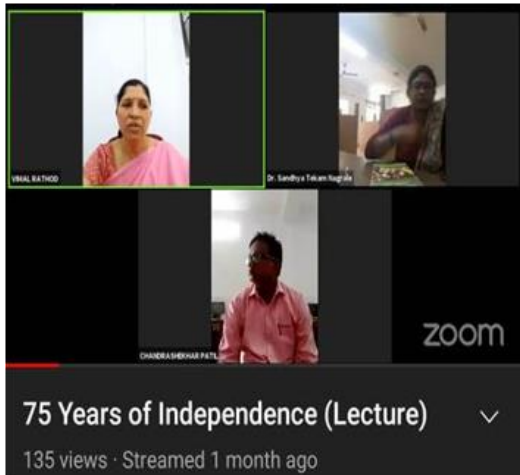 VIMAL RATHOD
Dr. Sandhya Tekam Nagrale
CHANDRASHEKHAR PATIL
zoom
75 Years of Independence (Lecture)
135 views · Streamed 1 month ago